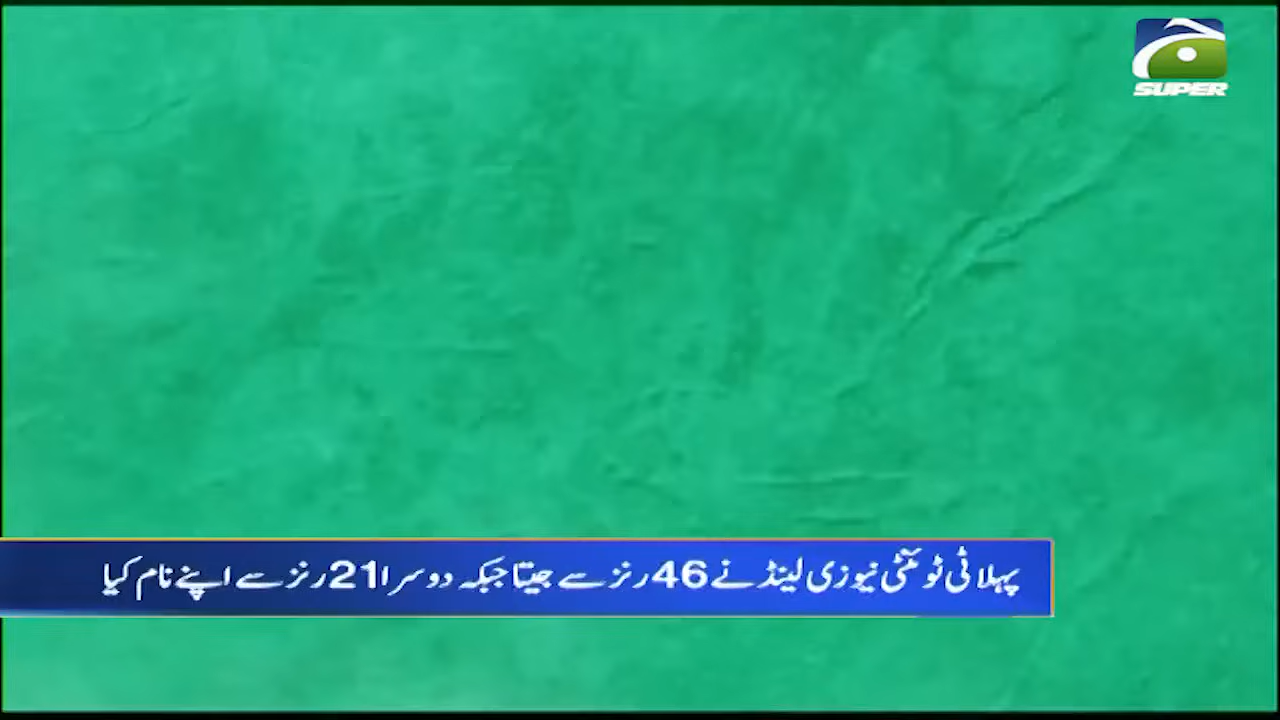 SUPER
پہلا ٹی ٹوئنٹی نیوزی لینڈ نے 46 رنز سے جیتا جبکہ دوسرا 21 رنز سے اپنے نام کیا